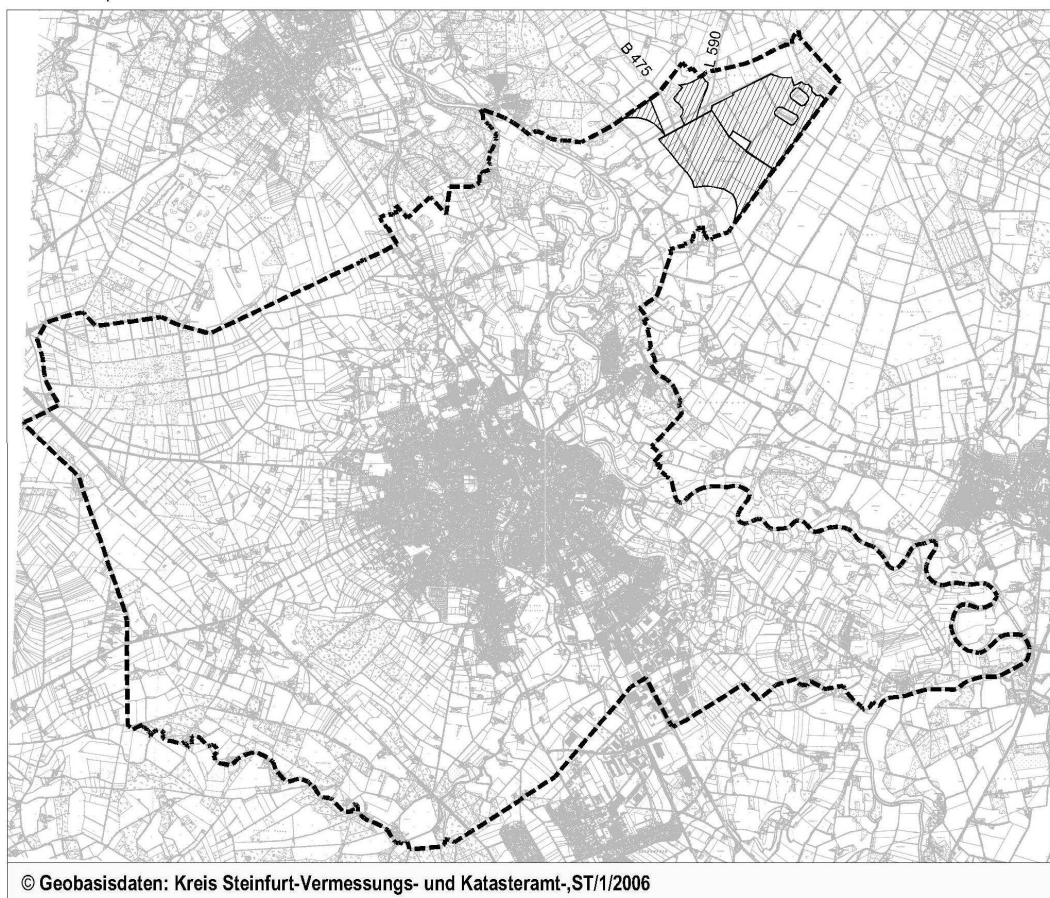 B 475
L 590
© Geobasisdaten: Kreis Steinfurt-Vermessungs- und Katasteramt-,ST/1/2006